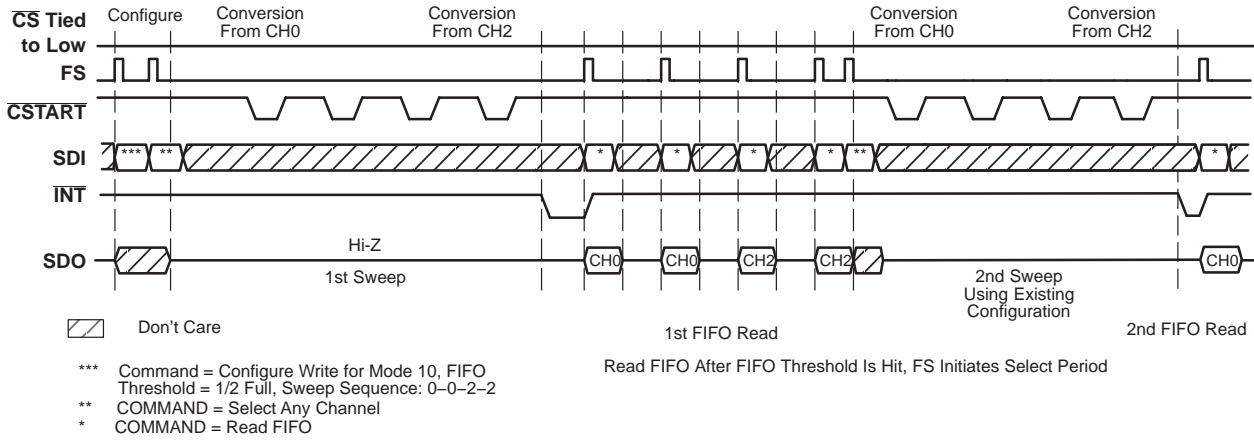 CS Tied
to Low
Configure
Conversion
From CH0
Conversion
From CH2
Conversion
From CH0
Conversion
From CH2
FS
CSTART
SDI
*** ** * * * * ** *
INT
SDO
Hi-Z
1st Sweep
CH0 CH0 CH2 CH2 CH0
2nd Sweep
Using Existing
Configuration
Don't Care
1st FIFO Read
2nd FIFO Read
*** Command = Configure Write for Mode 10, FIFO
Threshold = 1/2 Full, Sweep Sequence: 0–0–2–2
** COMMAND = Select Any Channel
* COMMAND = Read FIFO
Read FIFO After FIFO Threshold Is Hit, FS Initiates Select Period